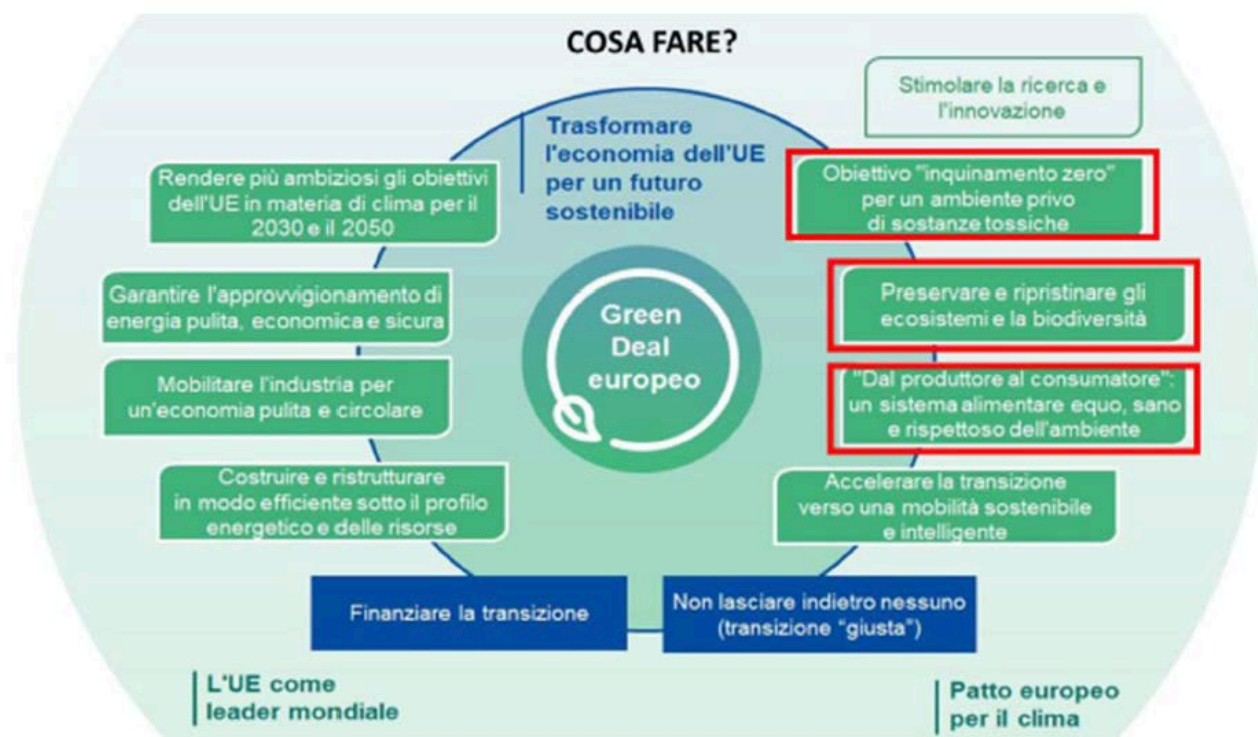 COSA FARE?
Stimolare la ricerca e
l'innovazione
Trasformare
l'economia dell'UE
per un futuro
sostenibile
Rendere più ambiziosi gli obiettivi
dell'UE in materia di clima per il
2030 e il 2050
Obiettivo "inquinamento zero"
per un ambiente privo
di sostanze tossiche
Garantire l'approvvigionamento di
energia pulita, economica e sicura
Preservare e ripristinare gli
ecosistemi e la biodiversità
Green
Deal
europeo
Mobilitare l'industria per
un'economia pulita e circolare
"Dal produttore al consumatore":
un sistema alimentare equo, sano
e rispettoso dell'ambiente
Costruire e ristrutturare
in modo efficiente sotto il profilo
energetico e delle risorse
Accelerare la transizione
verso una mobilità sostenibile
e intelligente
Finanziare la transizione
Non lasciare indietro nessuno
(transizione “giusta”)
L'UE come
leader mondiale
Patto europeo
per il clima